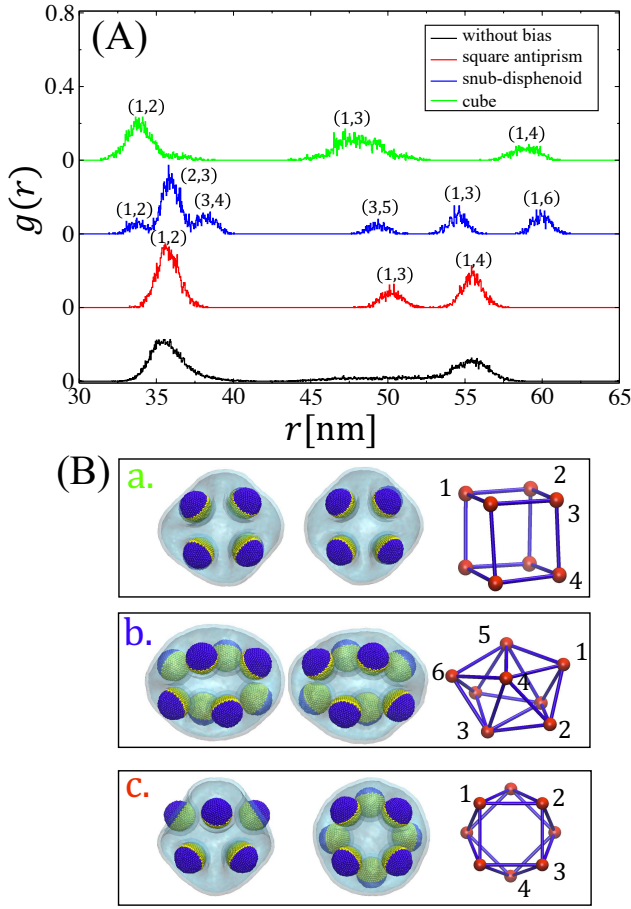 (A)
without bias
square antiprism
snub-disphenoid
cube
g(r)
0.8
0.4
0
0
0
0
(1,2)
(1,3)
(1,4)
(1,2)
(2,3)
(3,4)
(3,5)
(1,3)
(1,6)
(1,2)
(1,3)
(1,4)
30 35 40 45 50 55 60 65
r[nm]
(B)
a.
1
2
3
4
b.
5
1
6
4
3
2
c.
1
2
3
4